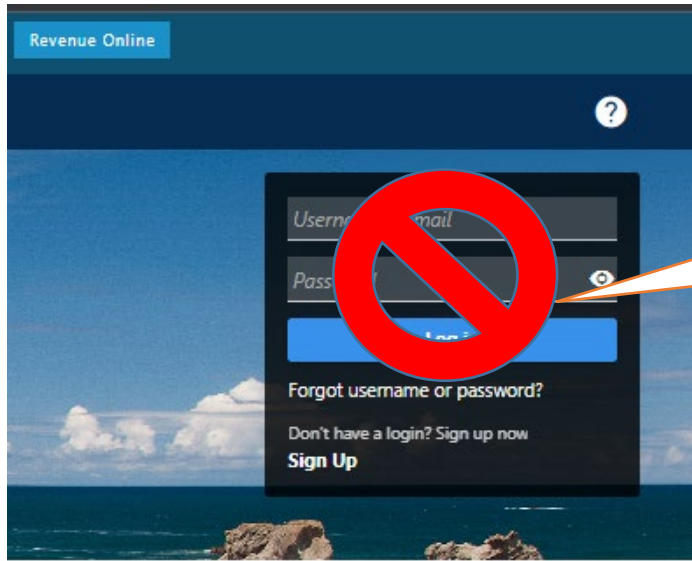 Revenue Online
?
Forgot username or password?
Don't have a login? Sign up now
Sign Up